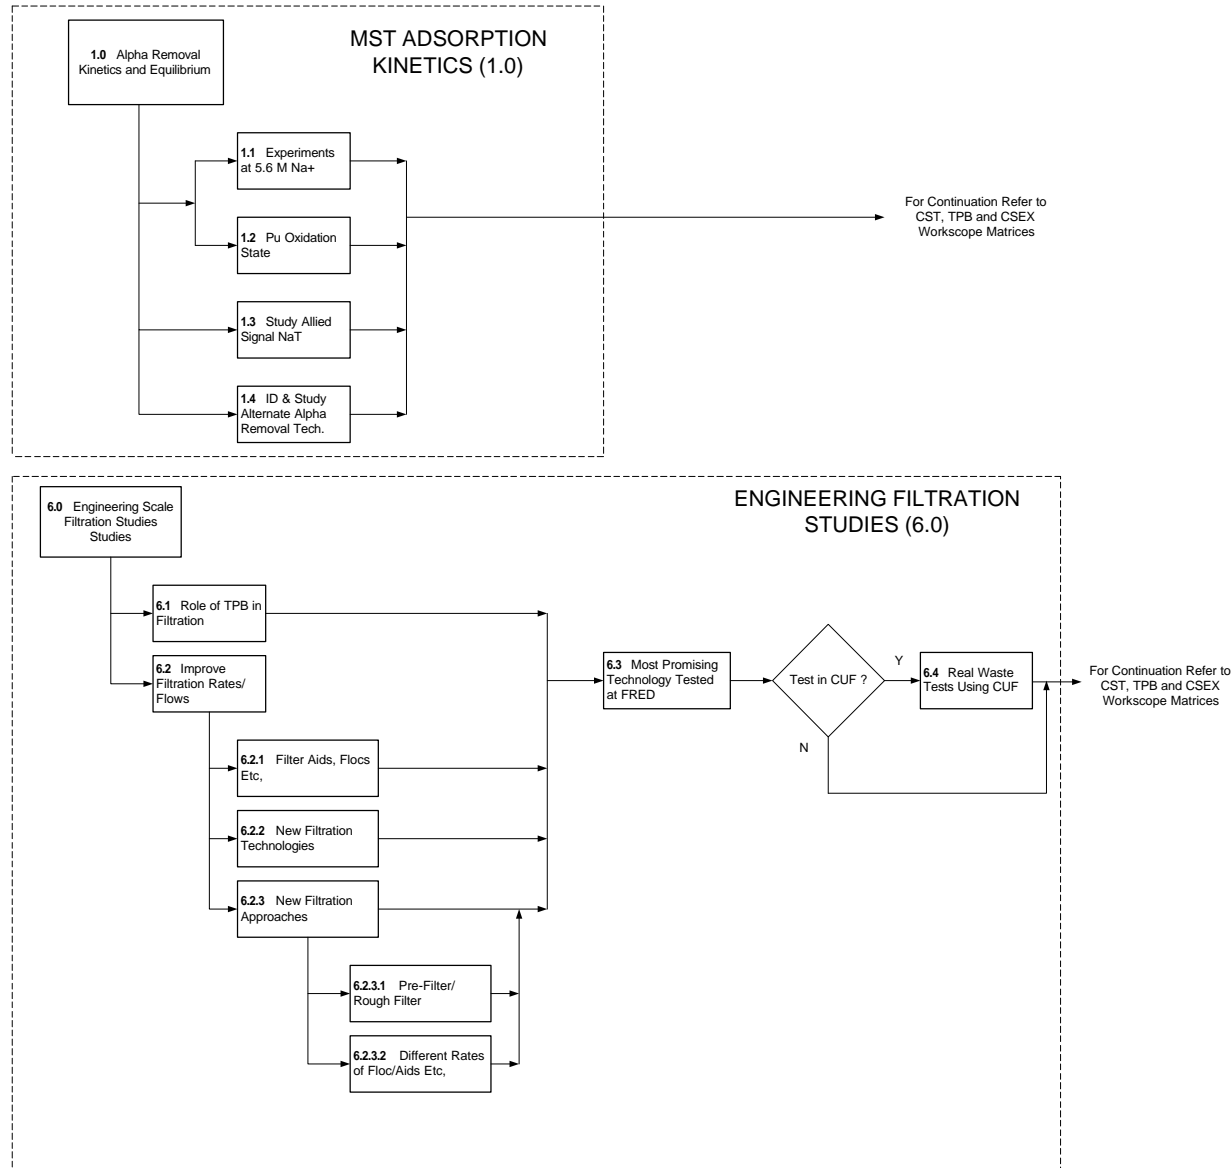 MST ADSORPTION
KINETICS (1.0)
1.0 Alpha Removal
Kinetics and Equilibrium
1.1 Experiments
at 5.6 M Na+
1.2 Pu Oxidation
State
1.3 Study Allied
Signal NaT
1.4 ID & Study
Alternate Alpha
Removal Tech.
For Continuation Refer to
CST, TPB and CSEX
Workscope Matrices
ENGINEERING FILTRATION
STUDIES (6.0)
6.0 Engineering Scale
Filtration Studies
Studies
6.1 Role of TPB in
Filtration
6.2 Improve
Filtration Rates/
Flows
6.2.1 Filter Aids, Flocs
Etc,
6.2.2 New Filtration
Technologies
6.2.3 New Filtration
Approaches
6.2.3.1 Pre-Filter/
Rough Filter
6.2.3.2 Different Rates
of Floc/Aids Etc,
6.3 Most Promising
Technology Tested
at FRED
Test in CUF ?
Y
N
6.4 Real Waste
Tests Using CUF
For Continuation Refer to
CST, TPB and CSEX
Workscope Matrices